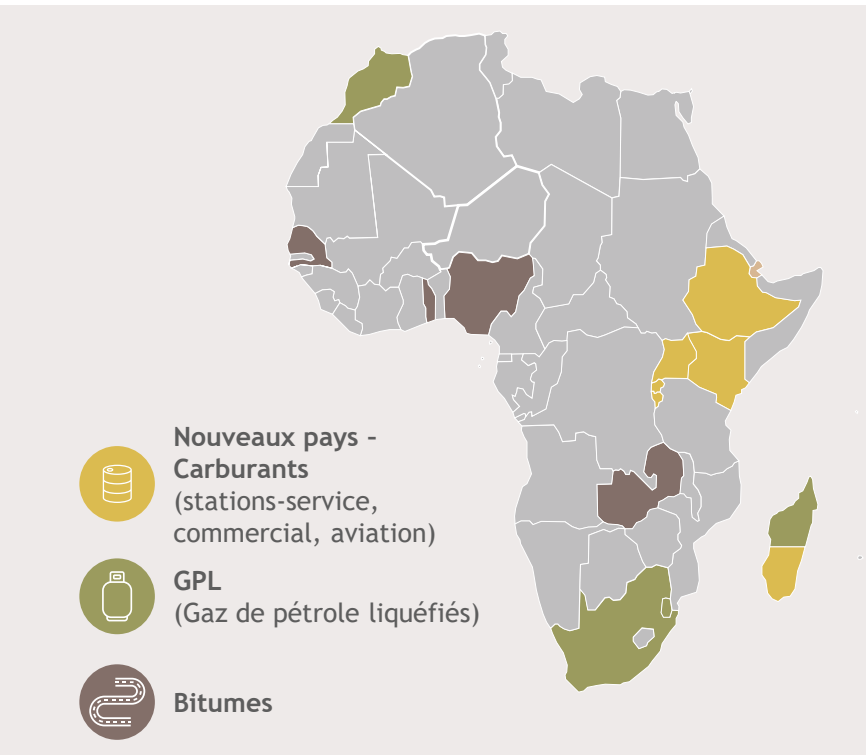 Nouveaux pays –
Carburants
(stations-service,
commercial, aviation)
GPL
(Gaz de pétrole liquéfiés)
Bitumes